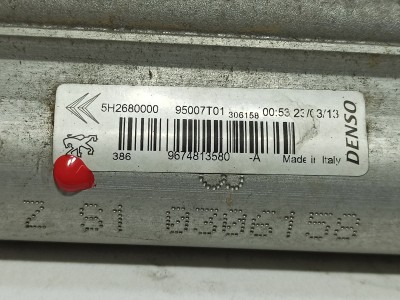 5H2680000 95007T01 306158 00:53 23/03/13
386 9674813580 -A Made in Italy
DENSO
Z 81 0306158